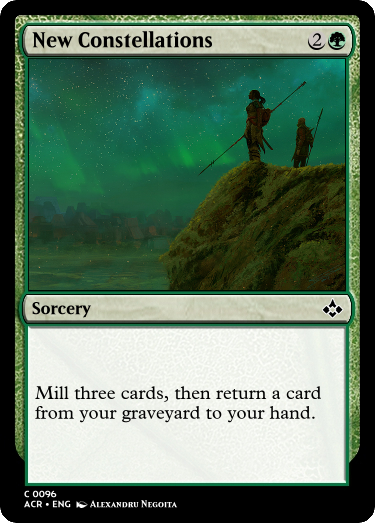 New Constellations 2
Sorcery
Mill three cards, then return a card
from your graveyard to your hand.
C 0096
ACR • ENG Alexandru Negoita